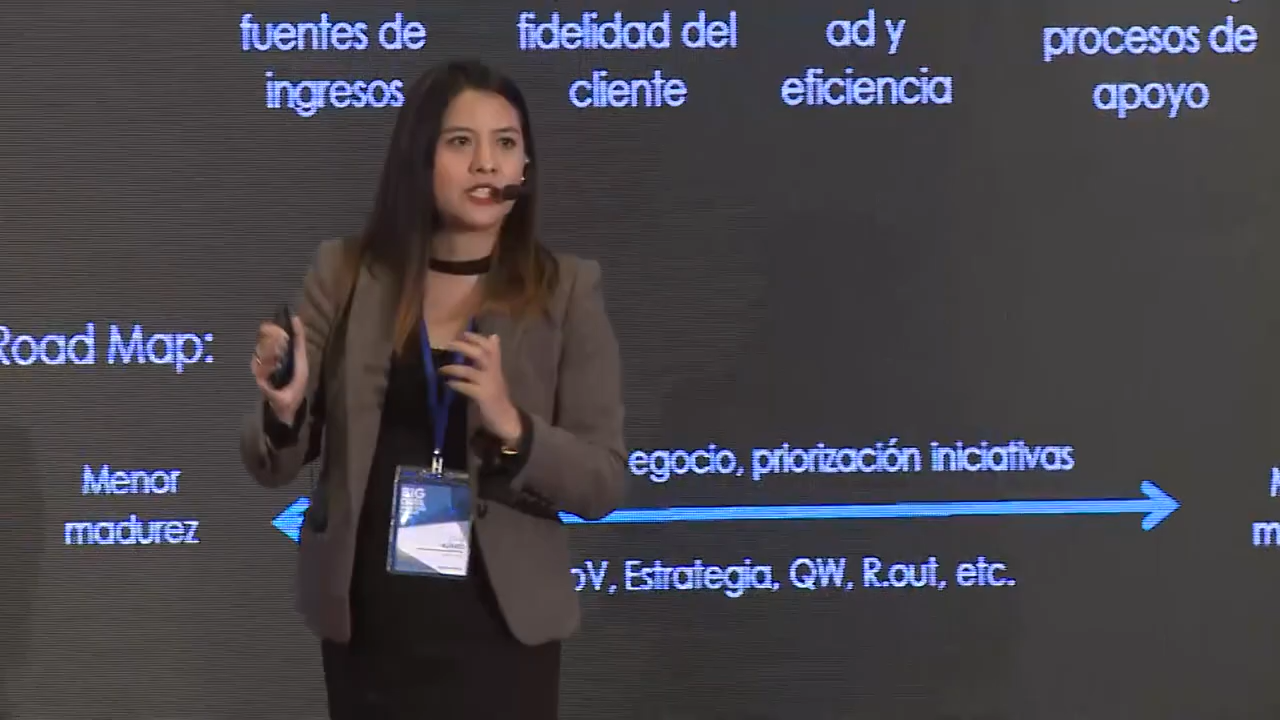 fuentes de
ingresos
fidelidad del
cliente
ad y
eficiencia
procesos de
apoyo
Road Map:
Menor
madurez
egocio, priorización iniciativas
oV, Estrategia, QW, R.out, etc.
BIG